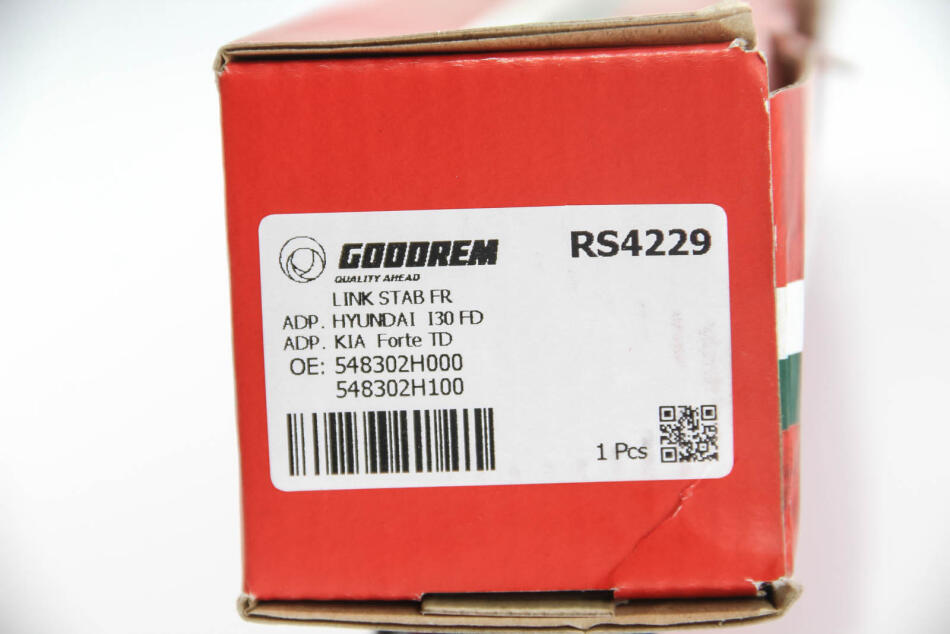 GOODREM
RS4229
QUALITY AHEAD
LINK STAB FR
ADP. HYUNDAI I30 FD
ADP. KIA Forte TD
OE: 548302H000
548302H100
1 Pcs